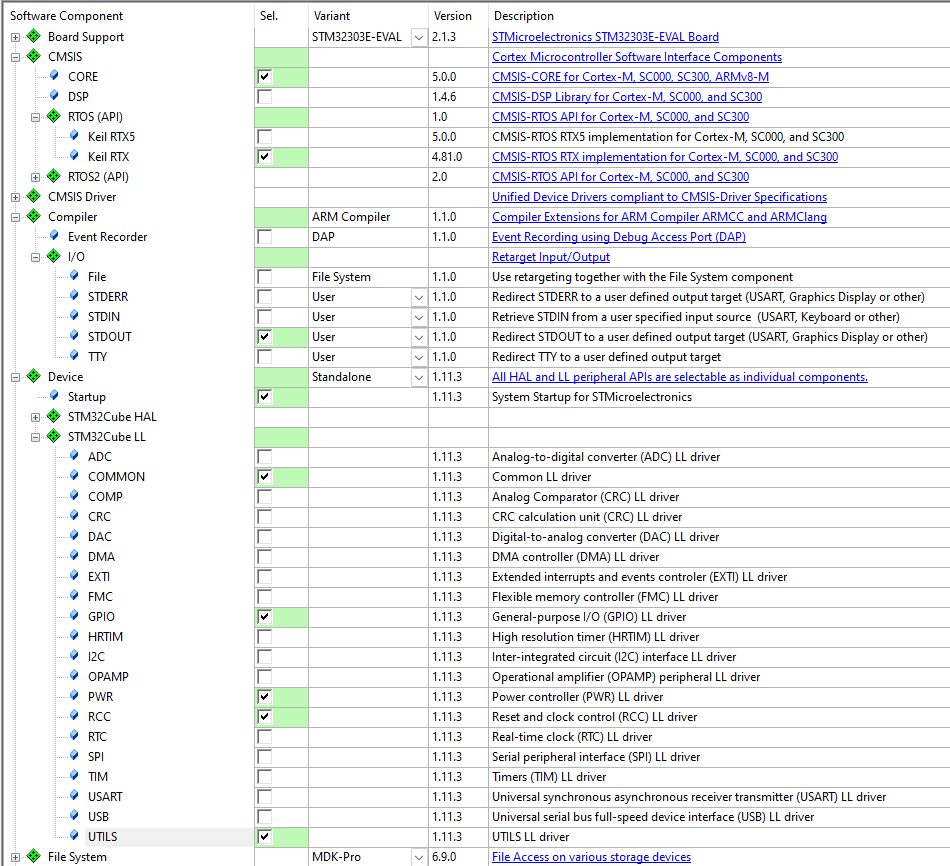 Software Component Sel. Variant Version Description
Board Support STM32303E-EVAL 2.1.3 STMicroelectronics STM32303E-EVAL Board
CMSIS Cortex Microcontroller Software Interface Components
CORE 5.0.0 CMSIS-CORE for Cortex-M, SC000, SC300, ARMv8-M
DSP 1.4.6 CMSIS-DSP Library for Cortex-M, SC000, and SC300
RTOS (API) 1.0 CMSIS-RTOS API for Cortex-M, SC000, and SC300
Keil RTX5 5.0.0 CMSIS-RTOS RTX5 implementation for Cortex-M, SC000, and SC300
Keil RTX 4.81.0 CMSIS-RTOS RTX implementation for Cortex-M, SC000, and SC300
RTOS2 (API) 2.0 CMSIS-RTOS API for Cortex-M, SC000, and SC300
CMSIS Driver Unified Device Drivers compliant to CMSIS-Driver Specifications
Compiler ARM Compiler 1.1.0 Compiler Extensions for ARM Compiler ARMCC and ARMClang
Event Recorder DAP 1.1.0 Event Recording using Debug Access Port (DAP)
I/O Retarget Input/Output
File File System 1.1.0 Use retargeting together with the File System component
STDERR User 1.1.0 Redirect STDERR to a user defined output target (USART, Graphics Display or other)
STDIN User 1.1.0 Retrieve STDIN from a user specified input source (USART, Keyboard or other)
STDOUT User 1.1.0 Redirect STDOUT to a user defined output target (USART, Graphics Display or other)
TTY User 1.1.0 Redirect TTY to a user defined output target
Device Standalone 1.11.3 All HAL and LL peripheral APIs are selectable as individual components.
Startup 1.11.3 System Startup for STMicroelectronics
STM32Cube HAL
STM32Cube LL
ADC 1.11.3 Analog-to-digital converter (ADC) LL driver
COMMON 1.11.3 Common LL driver
COMP 1.11.3 Analog Comparator (CRC) LL driver
CRC 1.11.3 CRC calculation unit (CRC) LL driver
DAC 1.11.3 Digital-to-analog converter (DAC) LL driver
DMA 1.11.3 DMA controller (DMA) LL driver
EXTI 1.11.3 Extended interrupts and events controler (EXTI) LL driver
FMC 1.11.3 Flexible memory controller (FMC) LL driver
GPIO 1.11.3 General-purpose I/O (GPIO) LL driver
HRTIM 1.11.3 High resolution timer (HRTIM) LL driver
I2C 1.11.3 Inter-integrated circuit (I2C) interface LL driver
OPAMP 1.11.3 Operational amplifier (OPAMP) peripheral LL driver
PWR 1.11.3 Power controller (PWR) LL driver
RCC 1.11.3 Reset and clock control (RCC) LL driver
RTC 1.11.3 Real-time clock (RTC) LL driver
SPI 1.11.3 Serial peripheral interface (SPI) LL driver
TIM 1.11.3 Timers (TIM) LL driver
USART 1.11.3 Universal synchronous asynchronous receiver transmitter (USART) LL driver
USB 1.11.3 Universal serial bus full-speed device interface (USB) LL driver
UTILS 1.11.3 UTILS LL driver
File System MDK-Pro 6.9.0 File Access on various storage devices